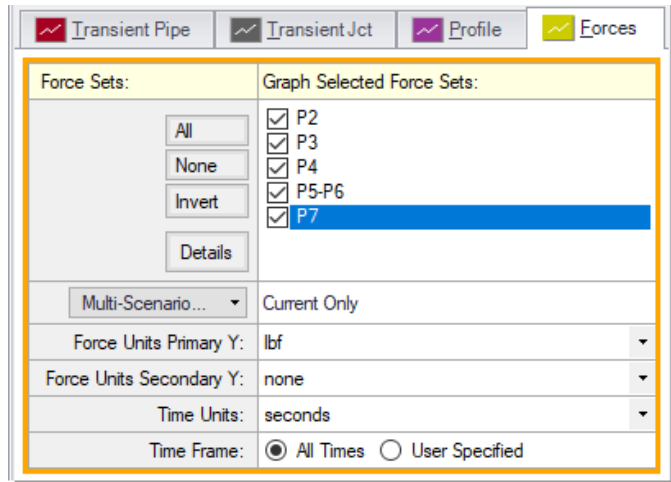 Transient Pipe
Transient Jct
Profile
Forces
Force Sets:
Graph Selected Force Sets:
All
None
Invert
Details
P2
P3
P4
P5-P6
P7
Multi-Scenario...
Current Only
Force Units Primary Y:
lbf
Force Units Secondary Y:
none
Time Units:
seconds
Time Frame:
All Times
User Specified